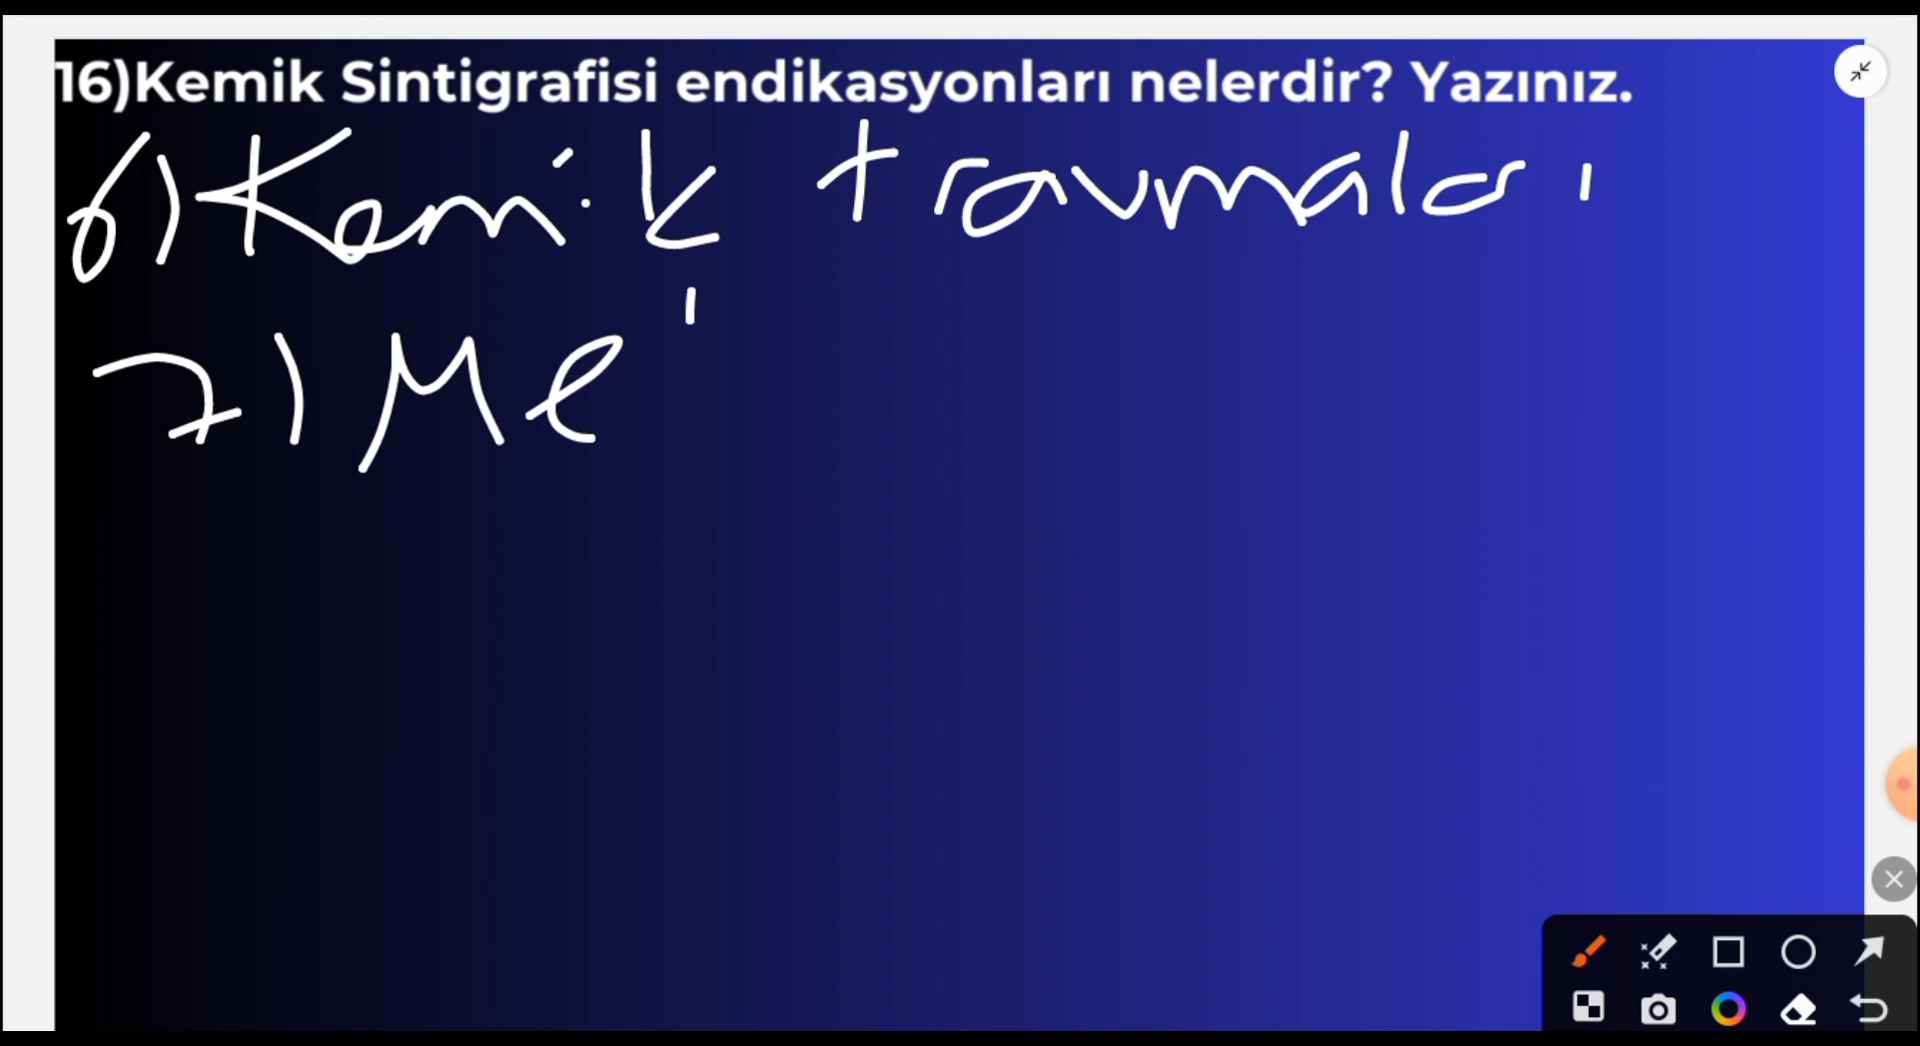 16)Kemik Sintigrafisi endikasyonları nelerdir? Yazınız.
6) Kemik travmaları
7) Me